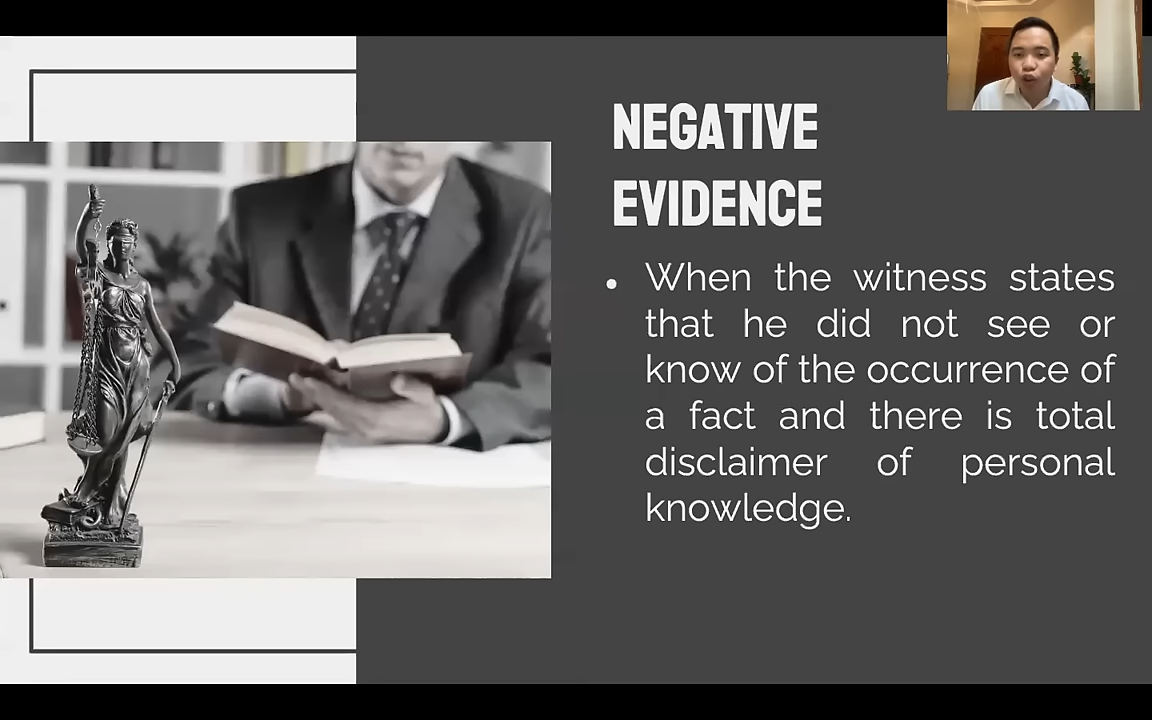 NEGATIVE
EVIDENCE
• When the witness states
that he did not see or
know of the occurrence of
a fact and there is total
disclaimer of personal
knowledge.